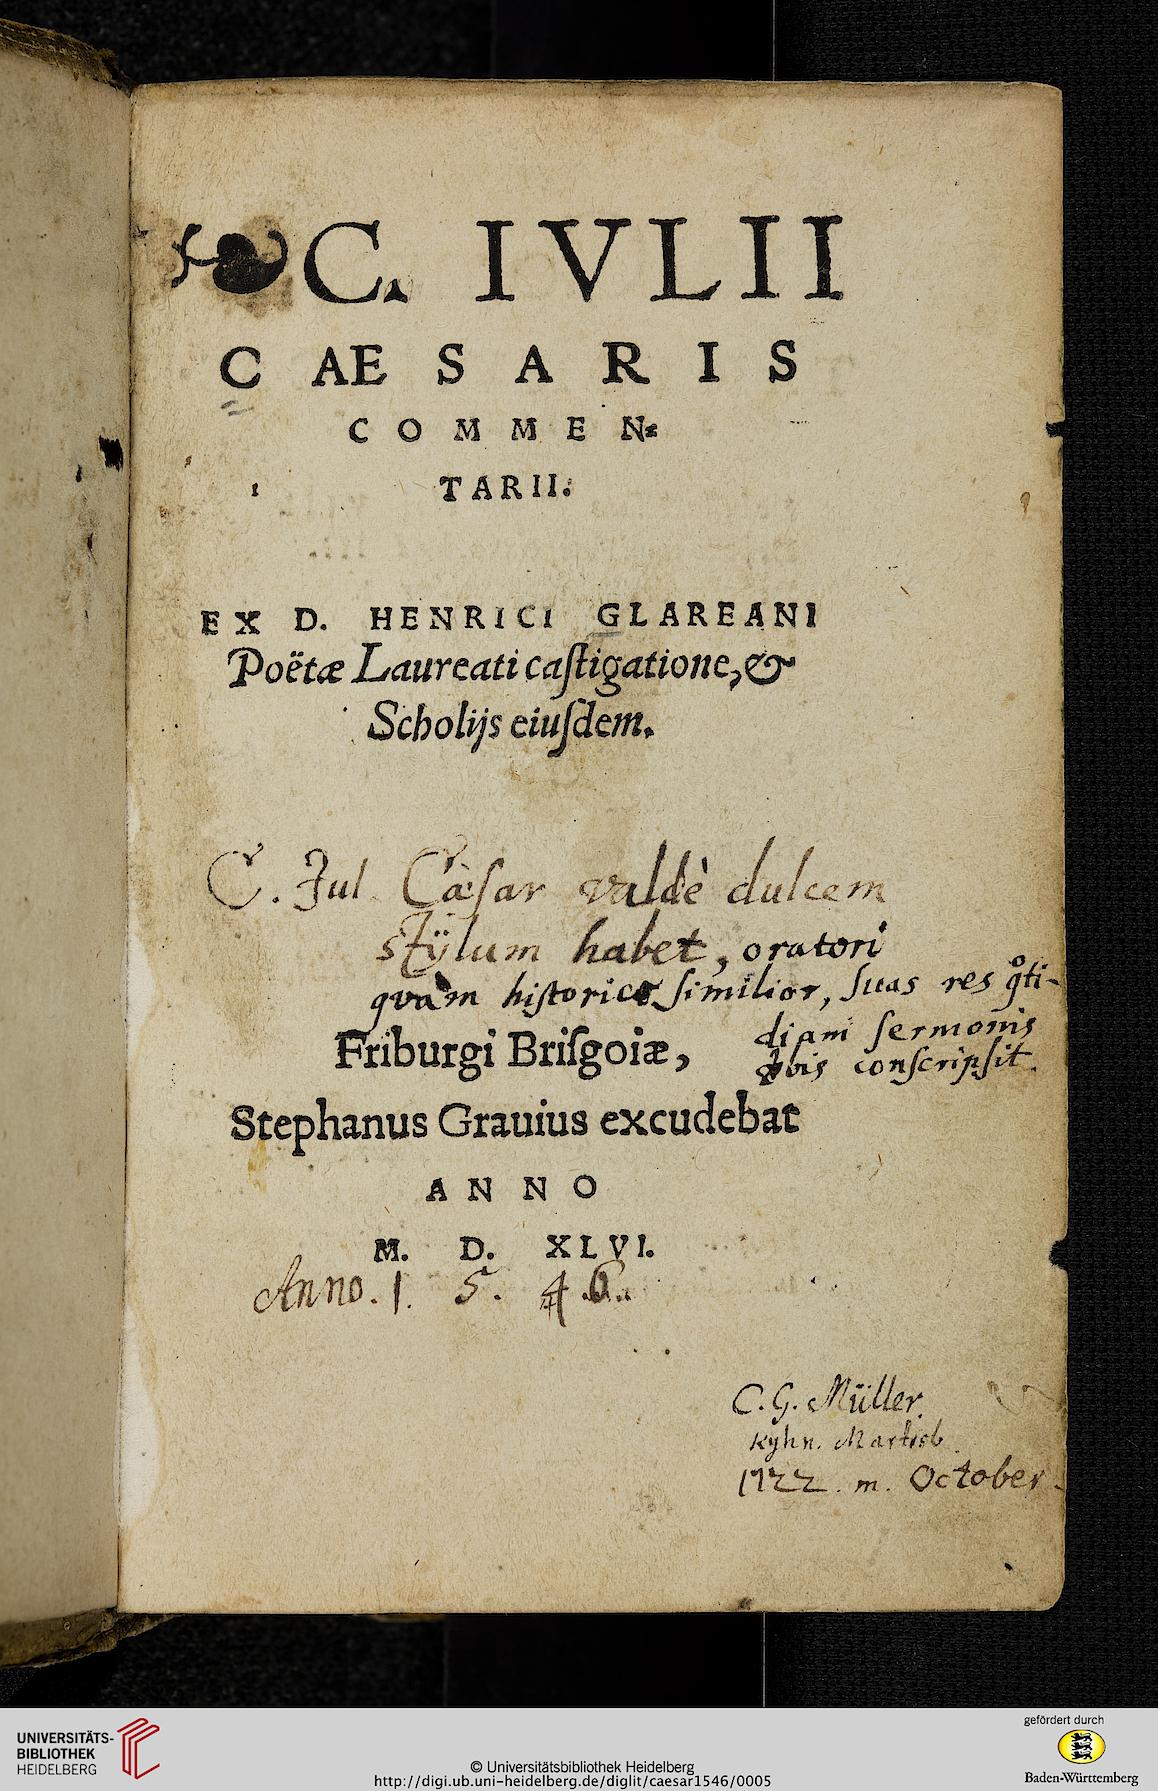 C. IVLII
CAESARIS
COMMEN⸗
TARII.
EX D. HENRICI GLAREANI
Poëtæ Laureati caſtigatione, &
Scholijs eiuſdem.
C. Jul. Cæſar valdè dulcem
stÿlum habet, oratori
quàm hiſtorico ſimilior, ſuas res
ſermonis
conſcripſit.
Friburgi Briſgoiæ,
Stephanus Grauius excudebat
ANNO
M. D. XLVI.
Anno. 1. 5. 4. 6.
C. G. Müller
1722. m. October.
UNIVERSITÄTS-
BIBLIOTHEK
HEIDELBERG
© Universitätsbibliothek Heidelberg
http://digi.ub.uni-heidelberg.de/diglit/caesar1546/0005
gefördert durch
Baden-Württemberg